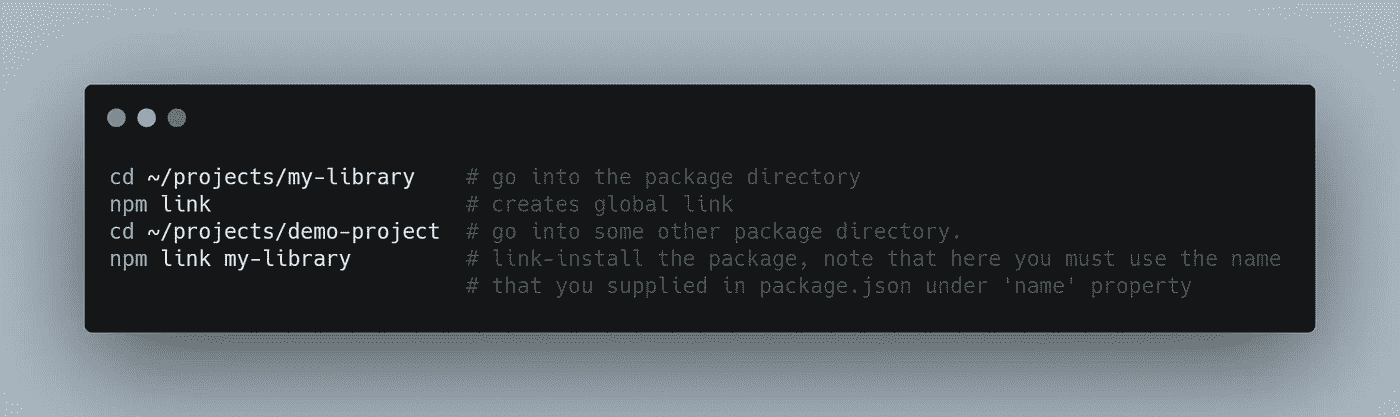 cd ~/projects/my-library    # go into the package directory
npm link                    # creates global link
cd ~/projects/demo-project  # go into some other package directory.
npm link my-library         # link-install the package, note that here you must use the name
                            # that you supplied in package.json under 'name' property